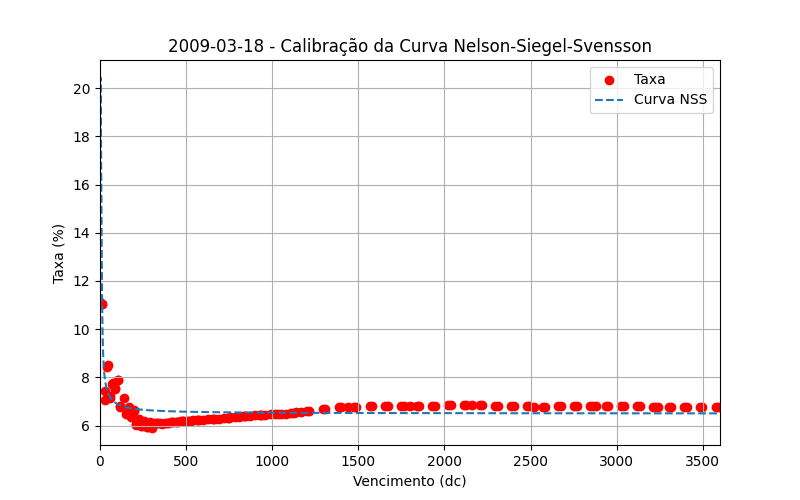 2009-03-18 - Calibração da Curva Nelson-Siegel-Svensson
Taxa
Curva NSS
Taxa (%)
20
18
16
14
12
10
8
6
0 500 1000 1500 2000 2500 3000 3500
Vencimento (dc)